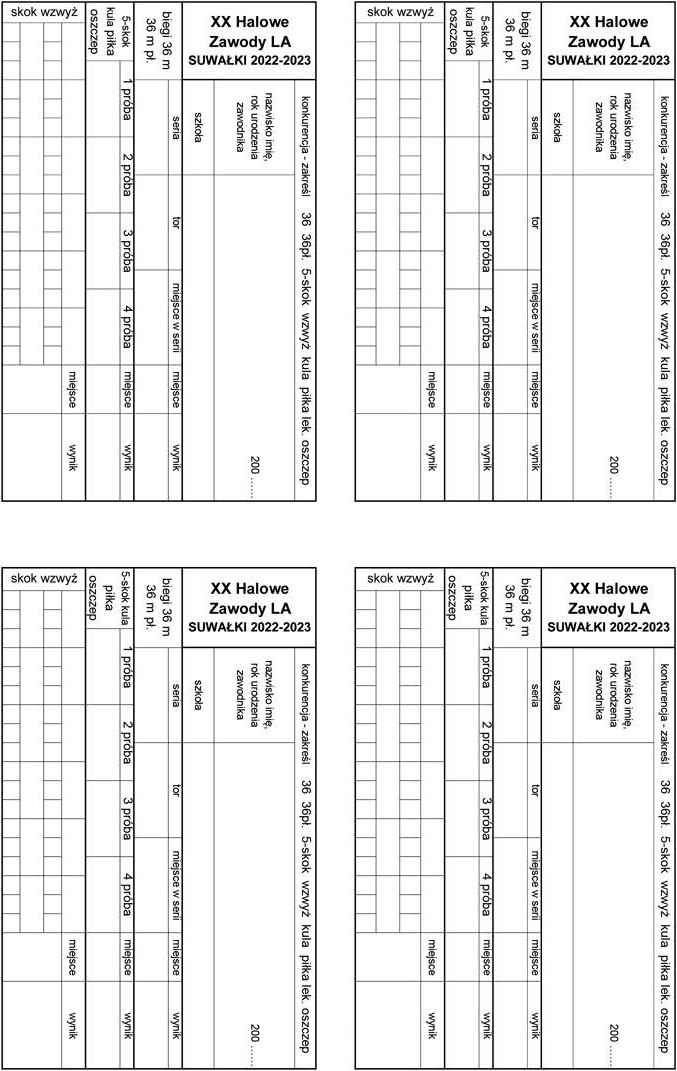 XX Halowe
Zawody LA
SUWAŁKI 2022-2023
konkurencja - zakreśl 36 36pł. 5-skok wzwyż kula piłka lek. oszczep
nazwisko imię,
rok urodzenia
zawodnika
200 ......
szkoła
biegi 36 m
36 m pł.
seria
tor
miejsce w serii
miejsce
wynik
5-skok
kula piłka
oszczep
1 próba
2 próba
3 próba
4 próba
miejsce
wynik
skok wzwyż
miejsce
wynik
XX Halowe
Zawody LA
SUWAŁKI 2022-2023
konkurencja - zakreśl 36 36pł. 5-skok wzwyż kula piłka lek. oszczep
nazwisko imię,
rok urodzenia
zawodnika
200 ......
szkoła
biegi 36 m
36 m pł.
seria
tor
miejsce w serii
miejsce
wynik
5-skok
kula piłka
oszczep
1 próba
2 próba
3 próba
4 próba
miejsce
wynik
skok wzwyż
miejsce
wynik
XX Halowe
Zawody LA
SUWAŁKI 2022-2023
konkurencja - zakreśl 36 36pł. 5-skok wzwyż kula piłka lek. oszczep
nazwisko imię,
rok urodzenia
zawodnika
200 ......
szkoła
biegi 36 m
36 m pł.
seria
tor
miejsce w serii
miejsce
wynik
5-skok kula
piłka
oszczep
1 próba
2 próba
3 próba
4 próba
miejsce
wynik
skok wzwyż
miejsce
wynik
XX Halowe
Zawody LA
SUWAŁKI 2022-2023
konkurencja - zakreśl 36 36pł. 5-skok wzwyż kula piłka lek. oszczep
nazwisko imię,
rok urodzenia
zawodnika
200 ......
szkoła
biegi 36 m
36 m pł.
seria
tor
miejsce w serii
miejsce
wynik
5-skok kula
piłka
oszczep
1 próba
2 próba
3 próba
4 próba
miejsce
wynik
skok wzwyż
miejsce
wynik